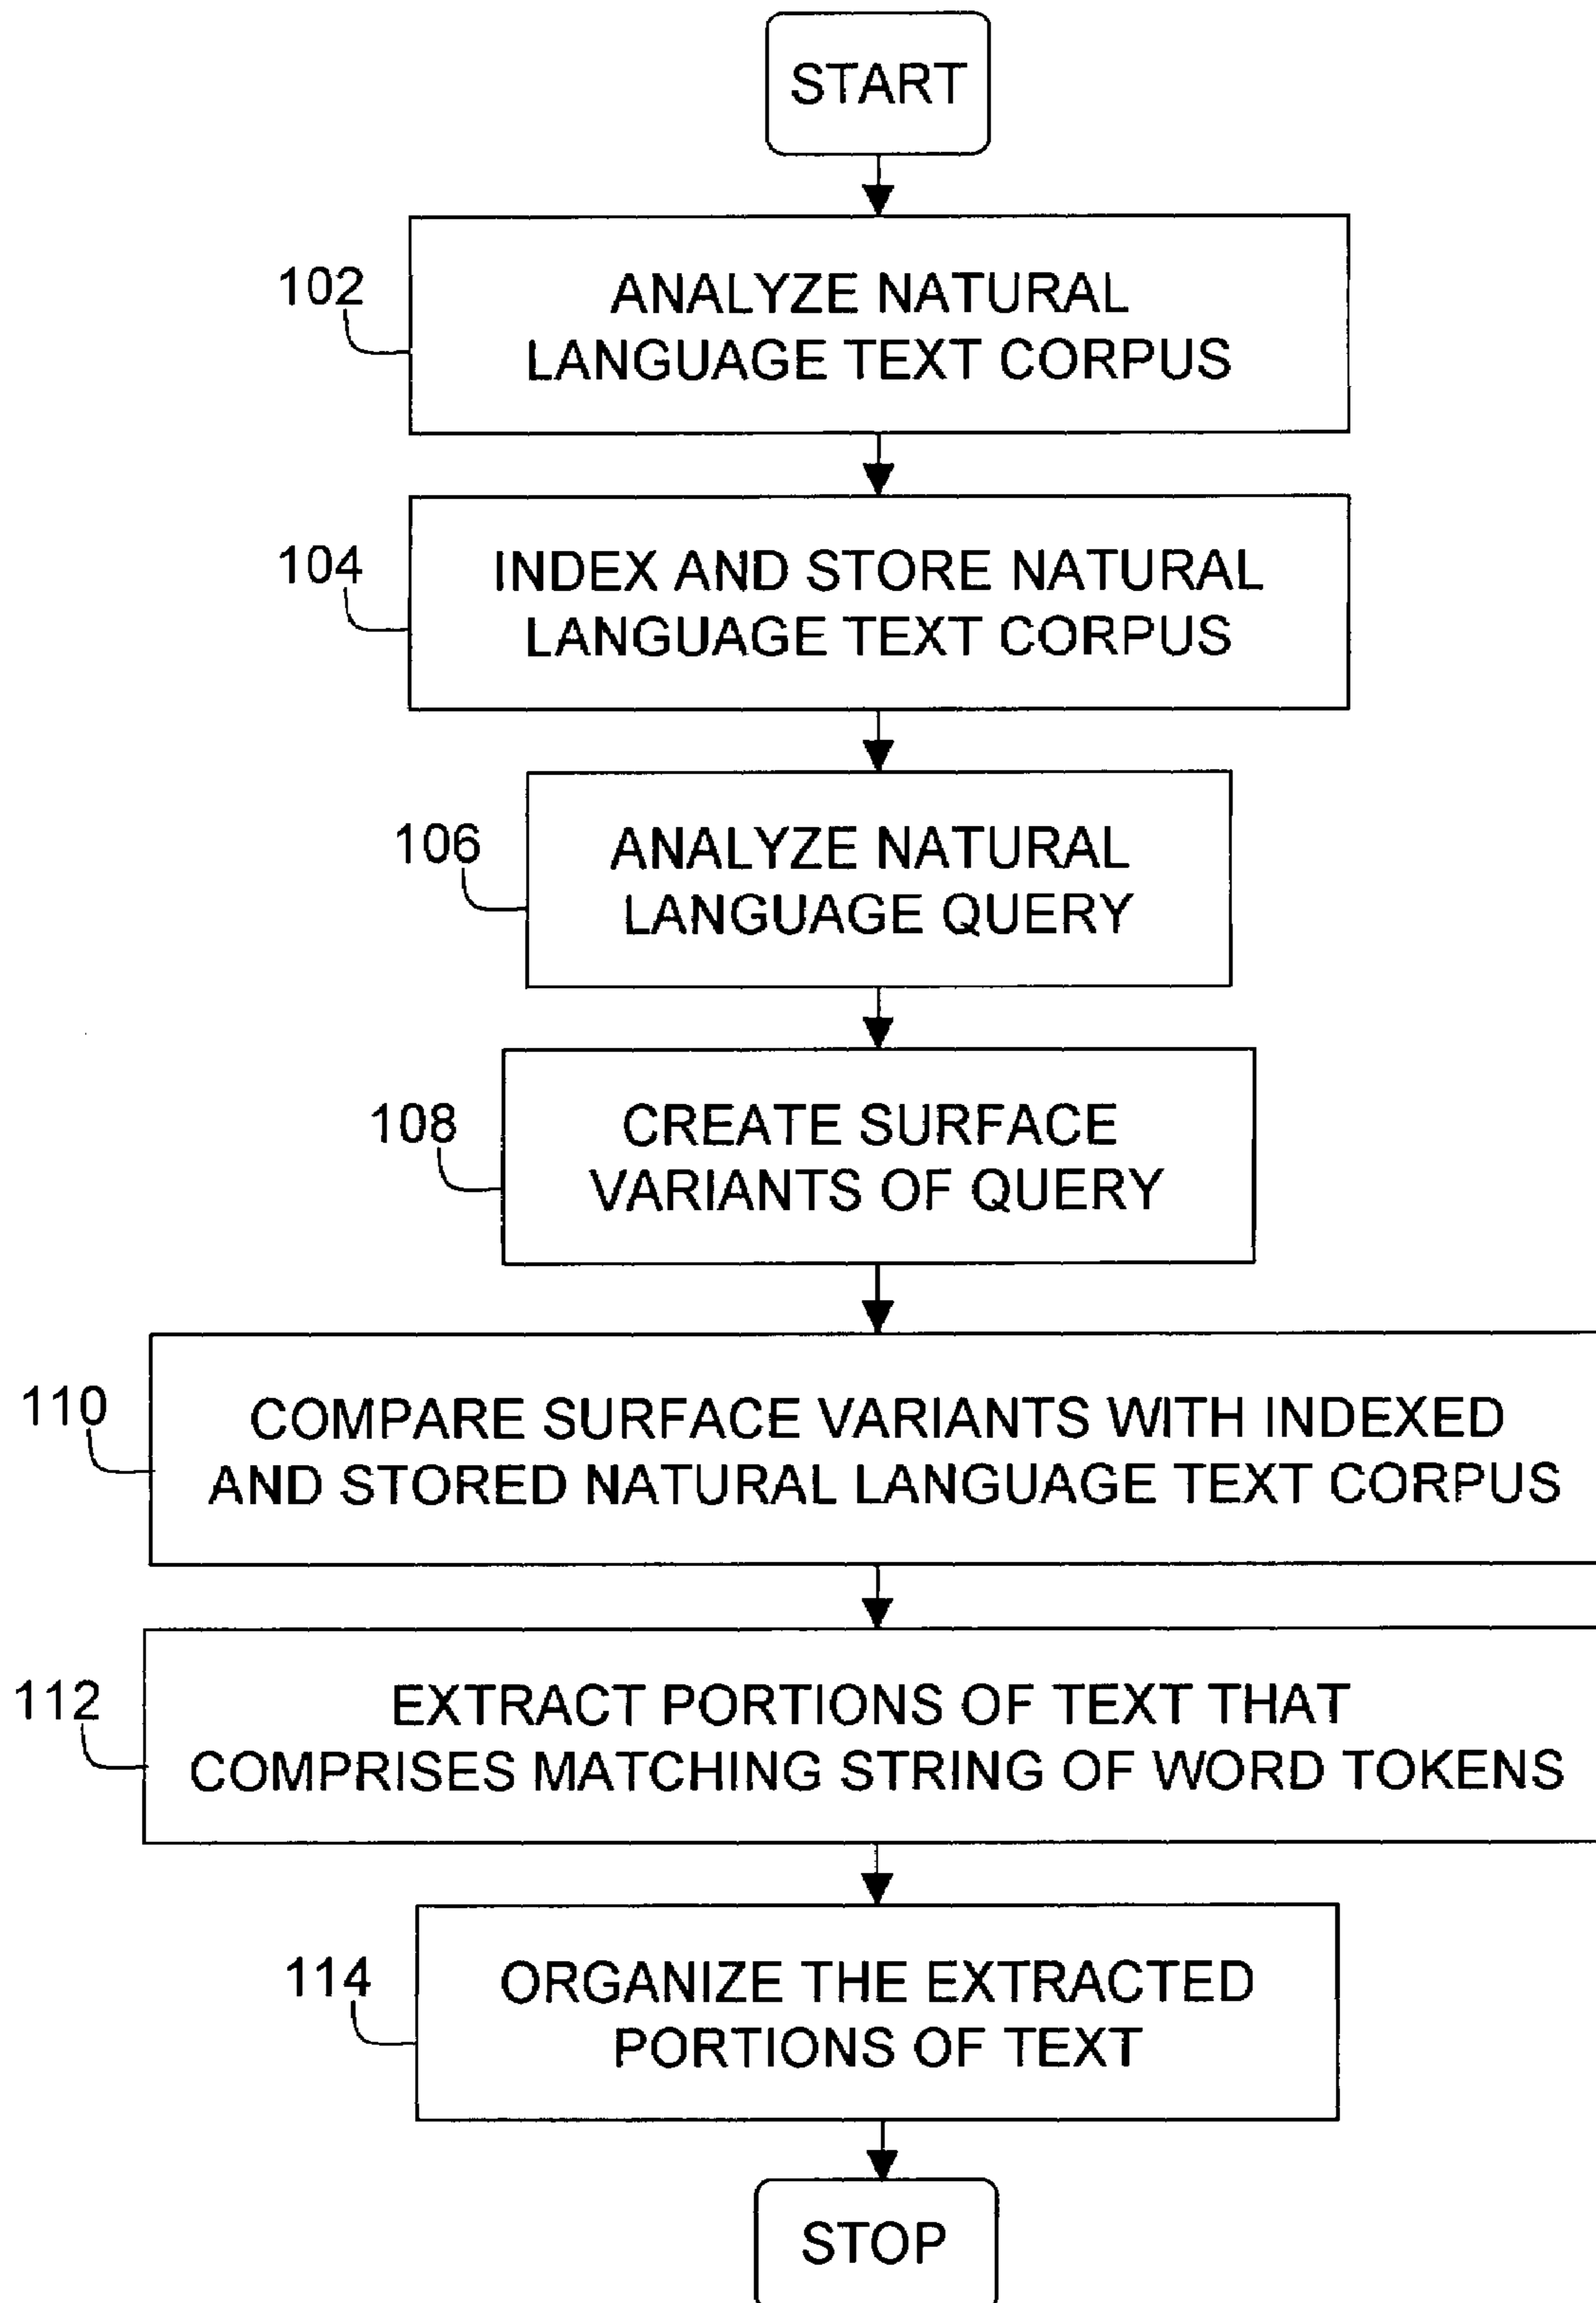 START
102
ANALYZE NATURAL
LANGUAGE TEXT CORPUS
104
INDEX AND STORE NATURAL
LANGUAGE TEXT CORPUS
106
ANALYZE NATURAL
LANGUAGE QUERY
108
CREATE SURFACE
VARIANTS OF QUERY
110
COMPARE SURFACE VARIANTS WITH INDEXED
AND STORED NATURAL LANGUAGE TEXT CORPUS
112
EXTRACT PORTIONS OF TEXT THAT
COMPRISES MATCHING STRING OF WORD TOKENS
114
ORGANIZE THE EXTRACTED
PORTIONS OF TEXT
STOP